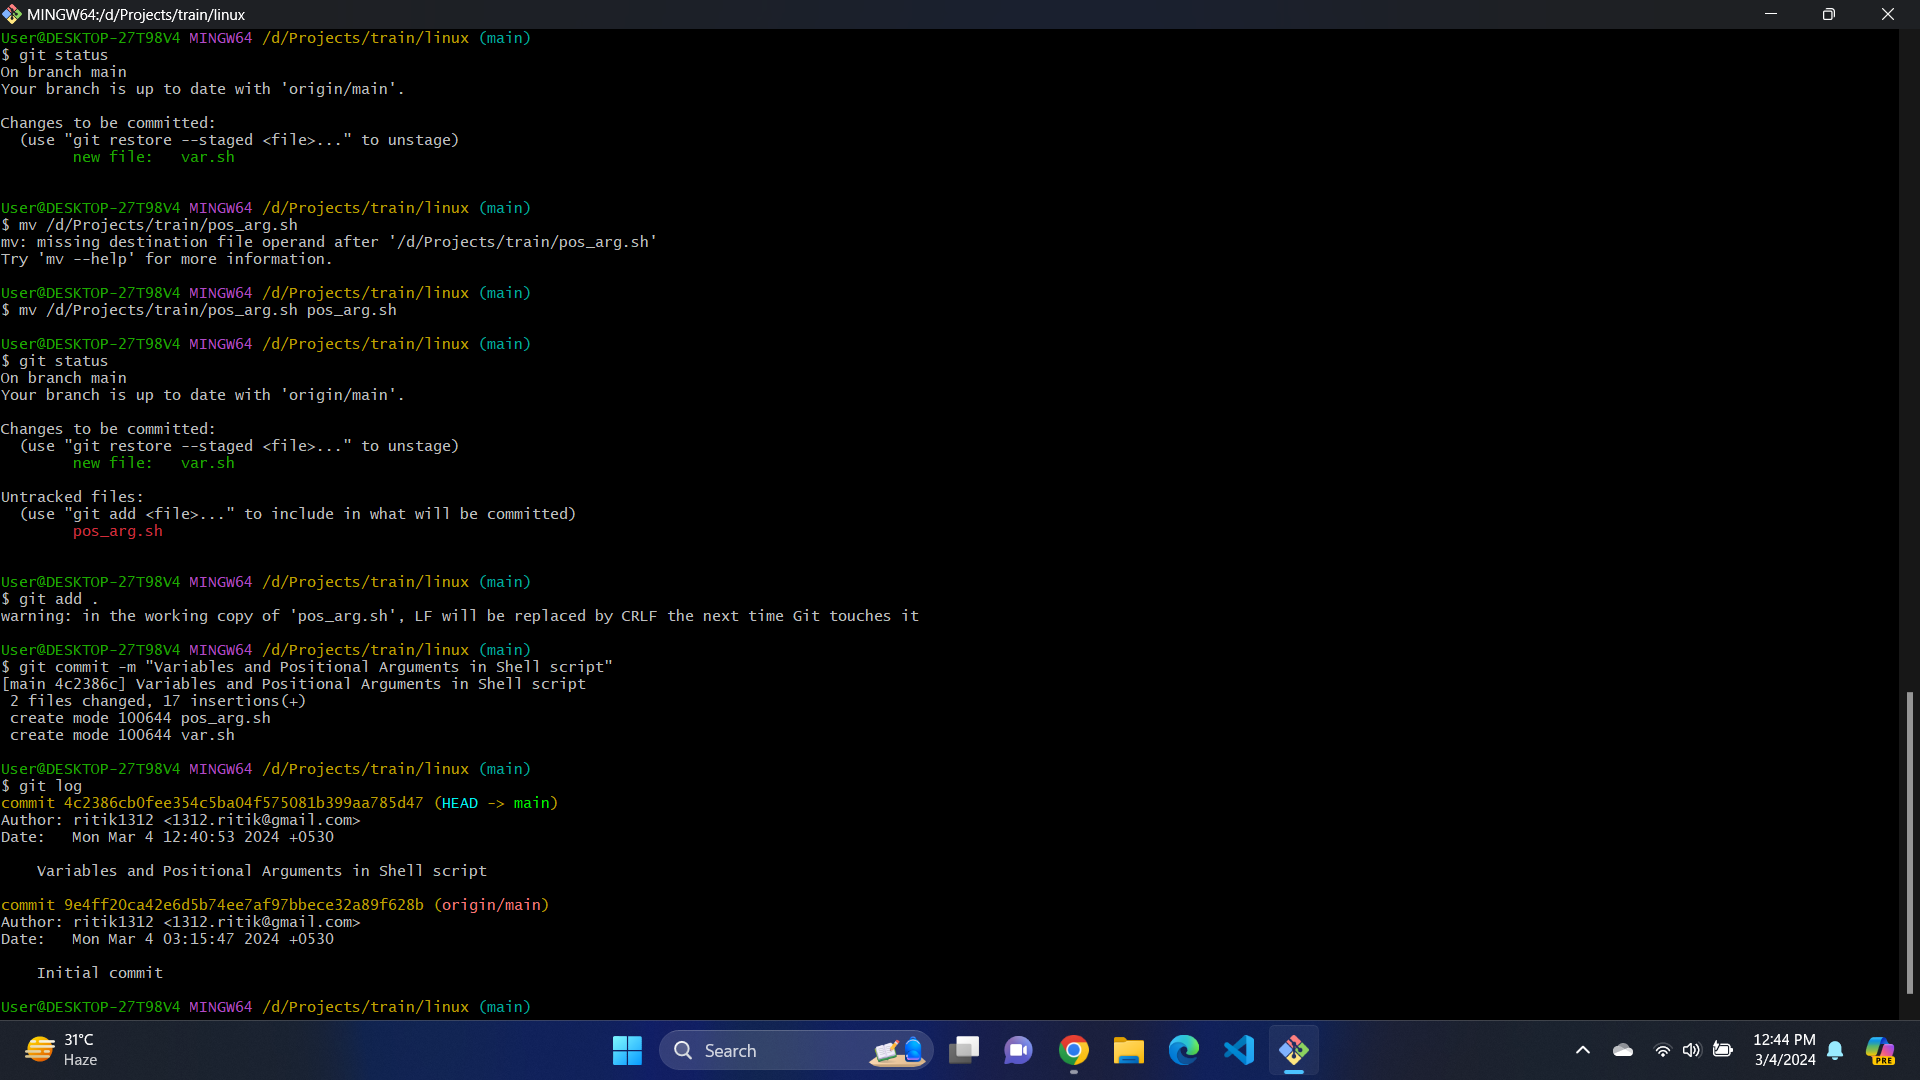 MINGW64:/d/Projects/train/linux
User@DESKTOP-27T98V4 MINGW64 /d/Projects/train/linux (main)
$ git status
On branch main
Your branch is up to date with 'origin/main'.
Changes to be committed:
  (use "git restore --staged <file>..." to unstage)
        new file:   var.sh
User@DESKTOP-27T98V4 MINGW64 /d/Projects/train/linux (main)
$ mv /d/Projects/train/pos_arg.sh
mv: missing destination file operand after '/d/Projects/train/pos_arg.sh'
Try 'mv --help' for more information.
User@DESKTOP-27T98V4 MINGW64 /d/Projects/train/linux (main)
$ mv /d/Projects/train/pos_arg.sh pos_arg.sh
User@DESKTOP-27T98V4 MINGW64 /d/Projects/train/linux (main)
$ git status
On branch main
Your branch is up to date with 'origin/main'.
Changes to be committed:
  (use "git restore --staged <file>..." to unstage)
        new file:   var.sh
Untracked files:
  (use "git add <file>..." to include in what will be committed)
        pos_arg.sh
User@DESKTOP-27T98V4 MINGW64 /d/Projects/train/linux (main)
$ git add .
warning: in the working copy of 'pos_arg.sh', LF will be replaced by CRLF the next time Git touches it
User@DESKTOP-27T98V4 MINGW64 /d/Projects/train/linux (main)
$ git commit -m "Variables and Positional Arguments in Shell script"
[main 4c2386c] Variables and Positional Arguments in Shell script
 2 files changed, 17 insertions(+)
 create mode 100644 pos_arg.sh
 create mode 100644 var.sh
User@DESKTOP-27T98V4 MINGW64 /d/Projects/train/linux (main)
$ git log
commit 4c2386cb0fee354c5ba04f575081b399aa785d47 (HEAD -> main)
Author: ritik1312 <1312.ritik@gmail.com>
Date:   Mon Mar 4 12:40:53 2024 +0530
    Variables and Positional Arguments in Shell script
commit 9e4ff20ca42e6d5b74ee7af97bbece32a89f628b (origin/main)
Author: ritik1312 <1312.ritik@gmail.com>
Date:   Mon Mar 4 03:15:47 2024 +0530
    Initial commit
User@DESKTOP-27T98V4 MINGW64 /d/Projects/train/linux (main)
31°C
Haze
Search
12:44 PM
3/4/2024
PRE